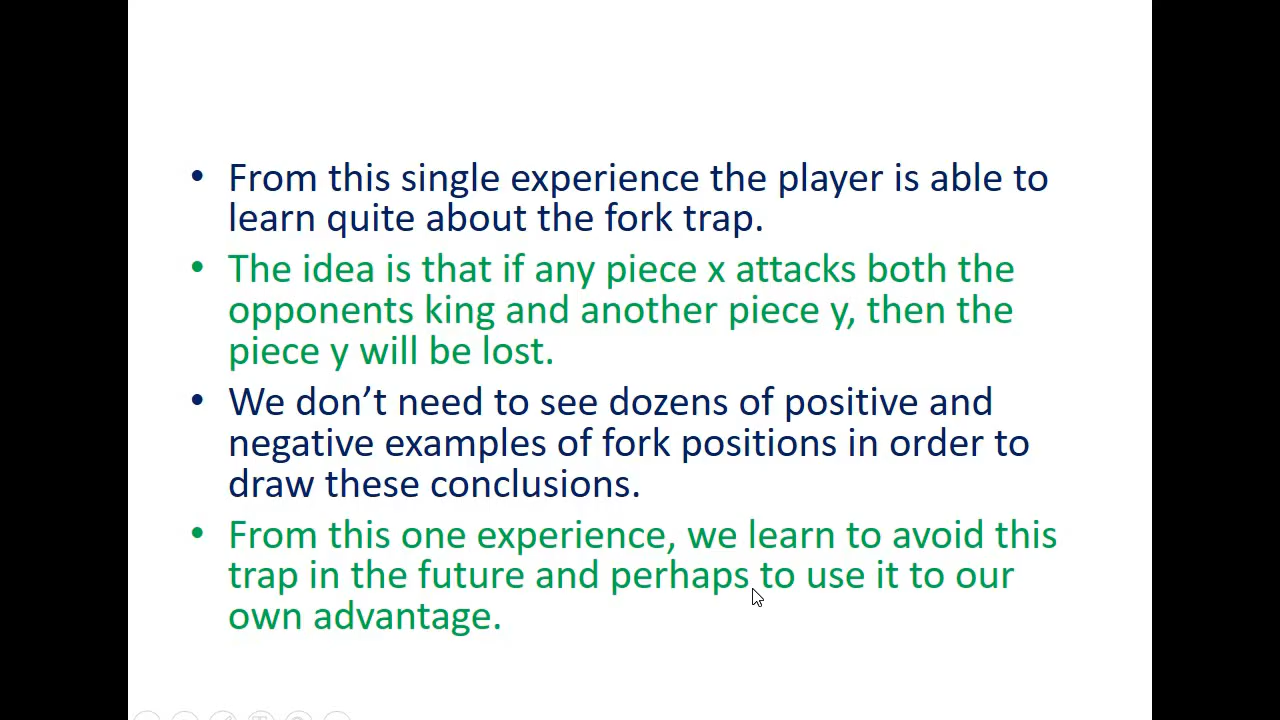 • From this single experience the player is able to
learn quite about the fork trap.
• The idea is that if any piece x attacks both the
opponents king and another piece y, then the
piece y will be lost.
• We don’t need to see dozens of positive and
negative examples of fork positions in order to
draw these conclusions.
• From this one experience, we learn to avoid this
trap in the future and perhaps to use it to our
own advantage.